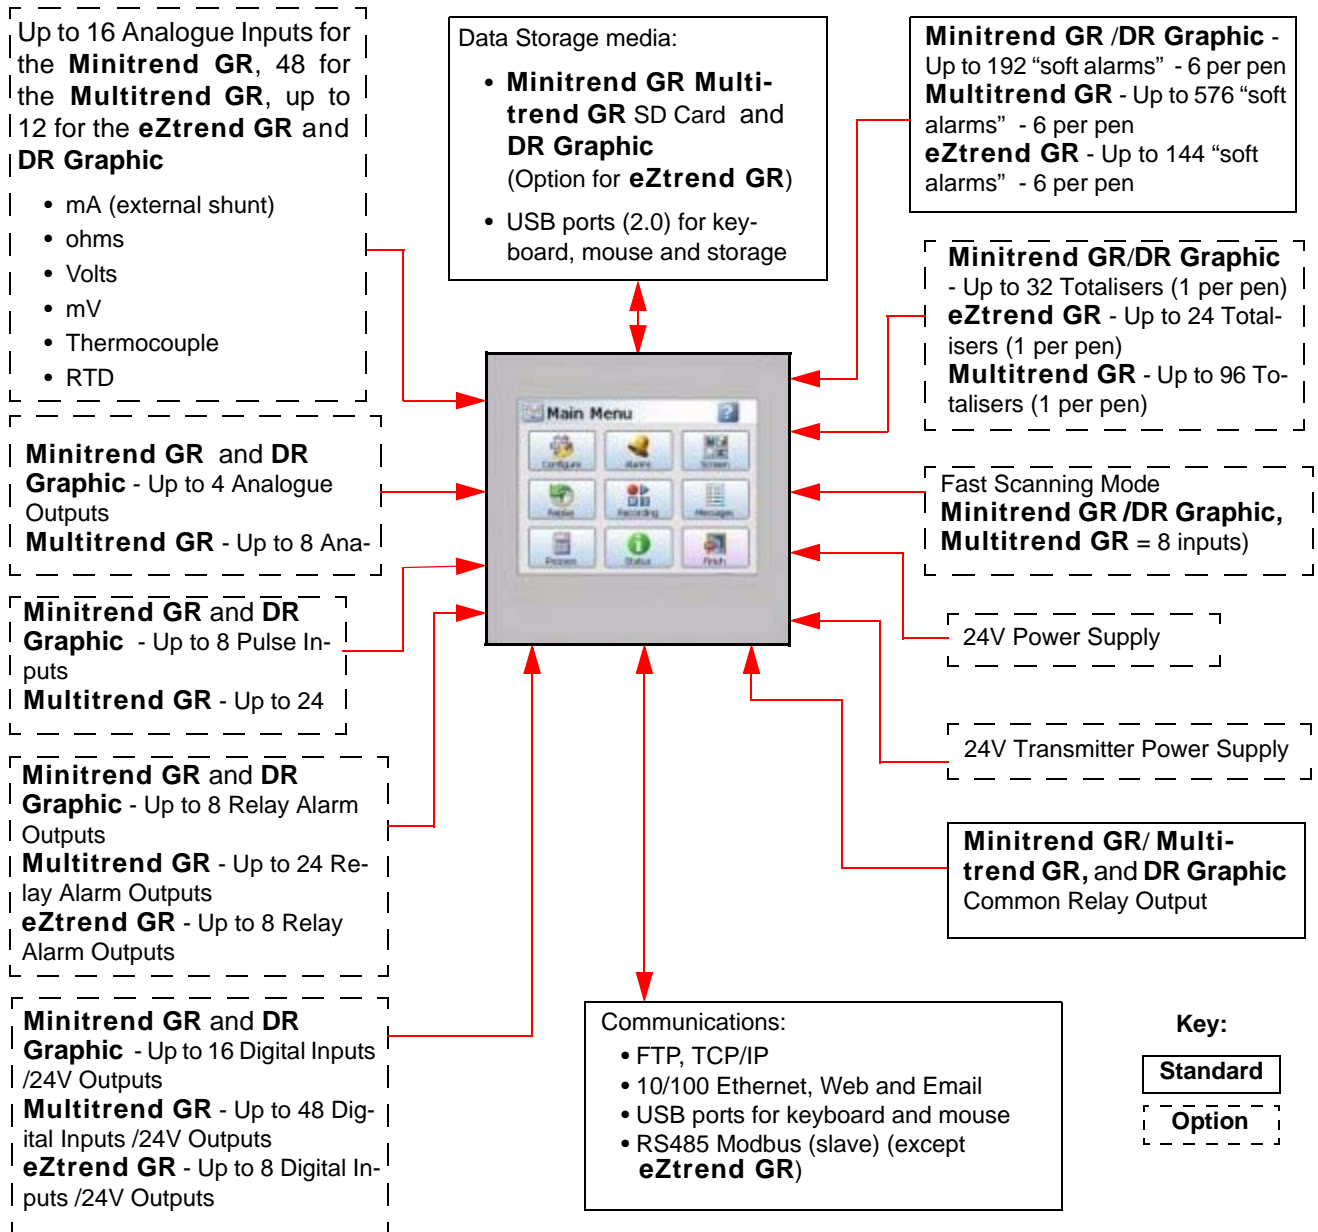 Up to 16 Analogue Inputs for
the Minitrend GR, 48 for
the Multitrend GR, up to
12 for the eZtrend GR and
DR Graphic
• mA (external shunt)
• ohms
• Volts
• mV
• Thermocouple
• RTD
Minitrend GR and DR
Graphic - Up to 4 Analogue
Outputs
Multitrend GR - Up to 8 Ana-
Minitrend GR and DR
Graphic - Up to 8 Pulse In-
puts
Multitrend GR - Up to 24
Minitrend GR and DR
Graphic - Up to 8 Relay Alarm
Outputs
Multitrend GR - Up to 24 Re-
lay Alarm Outputs
eZtrend GR - Up to 8 Relay
Alarm Outputs
Minitrend GR and DR
Graphic - Up to 16 Digital Inputs
/24V Outputs
Multitrend GR - Up to 48 Dig-
ital Inputs /24V Outputs
eZtrend GR - Up to 8 Digital In-
puts /24V Outputs
Data Storage media:
• Minitrend GR Multi-
trend GR SD Card and
DR Graphic
(Option for eZtrend GR)
• USB ports (2.0) for key-
board, mouse and storage
Main Menu
Configure
Alarms
Screen
Replay
Recording
Messages
Process
Status
Finish
Communications:
• FTP, TCP/IP
• 10/100 Ethernet, Web and Email
• USB ports for keyboard and mouse
• RS485 Modbus (slave) (except
eZtrend GR)
Minitrend GR /DR Graphic -
Up to 192 “soft alarms” - 6 per pen
Multitrend GR - Up to 576 “soft
alarms” - 6 per pen
eZtrend GR - Up to 144 “soft
alarms” - 6 per pen
Minitrend GR/DR Graphic
- Up to 32 Totalisers (1 per pen)
eZtrend GR - Up to 24 Total-
isers (1 per pen)
Multitrend GR - Up to 96 To-
talisers (1 per pen)
Fast Scanning Mode
Minitrend GR /DR Graphic,
Multitrend GR = 8 inputs)
24V Power Supply
24V Transmitter Power Supply
Minitrend GR/ Multi-
trend GR, and DR Graphic
Common Relay Output
Key:
Standard
Option